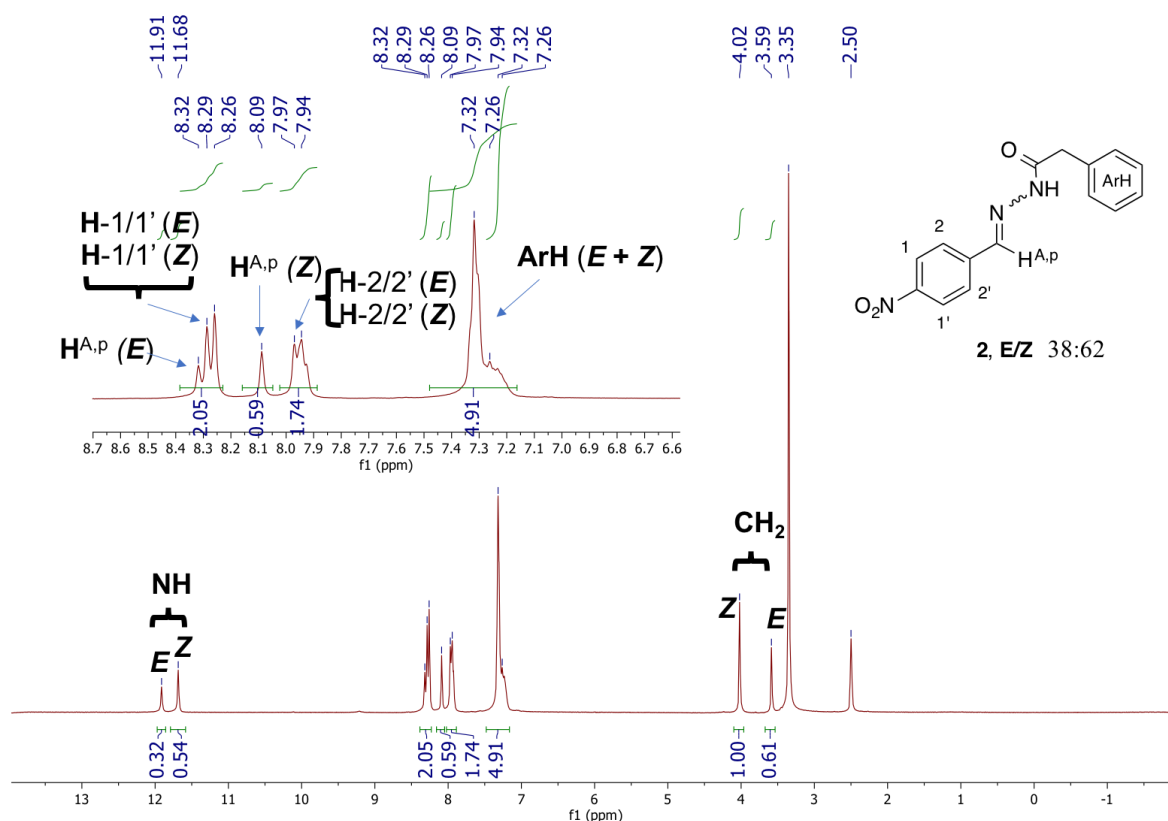 11.91
11.68
8.32
8.29
8.26
8.09
7.97
7.94
7.32
7.26
4.02
3.59
3.35
2.50
8.32
8.29
8.26
8.09
7.97
7.94
7.32
7.26
H-1/1' (E)
H-1/1' (Z)
H^A,p (E)
H^A,p (Z)
H-2/2' (E)
H-2/2' (Z)
ArH (E + Z)
2.05
0.59
1.74
4.91
8.7 8.6 8.5 8.4 8.3 8.2 8.1 8.0 7.9 7.8 7.7 7.6 7.5 7.4 7.3 7.2 7.1 7.0 6.9 6.8 6.7 6.6
f1 (ppm)
O
NH
ArH
N
H^A,p
2
1
2'
1'
O2N
2, E/Z 38:62
NH
E
Z
CH2
Z
E
0.32
0.54
2.05
0.59
1.74
4.91
1.00
0.61
13 12 11 10 9 8 7 6 5 4 3 2 1 0 -1
f1 (ppm)